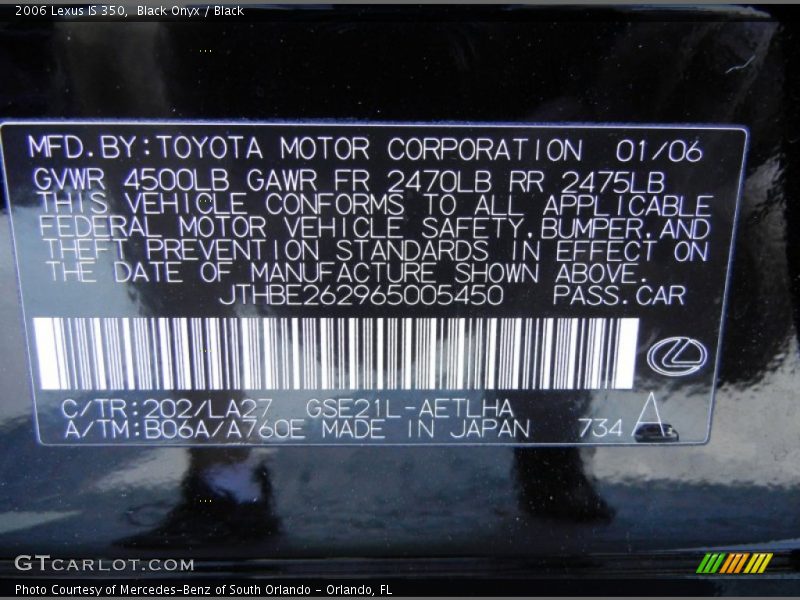 2006 Lexus IS 350, Black Onyx / Black
MFD.BY:TOYOTA MOTOR CORPORATION 01/06
GVWR 4500LB GAWR FR 2470LB RR 2475LB
THIS VEHICLE CONFORMS TO ALL APPLICABLE
FEDERAL MOTOR VEHICLE SAFETY,BUMPER,AND
THEFT PREVENTION STANDARDS IN EFFECT ON
THE DATE OF MANUFACTURE SHOWN ABOVE.
JTHBE262965005450 PASS.CAR
C/TR:202/LA27 GSE21L-AETLHA
A/TM:B06A/A760E MADE IN JAPAN 734
GTCARLOT.COM
Photo Courtesy of Mercedes-Benz of South Orlando - Orlando, FL